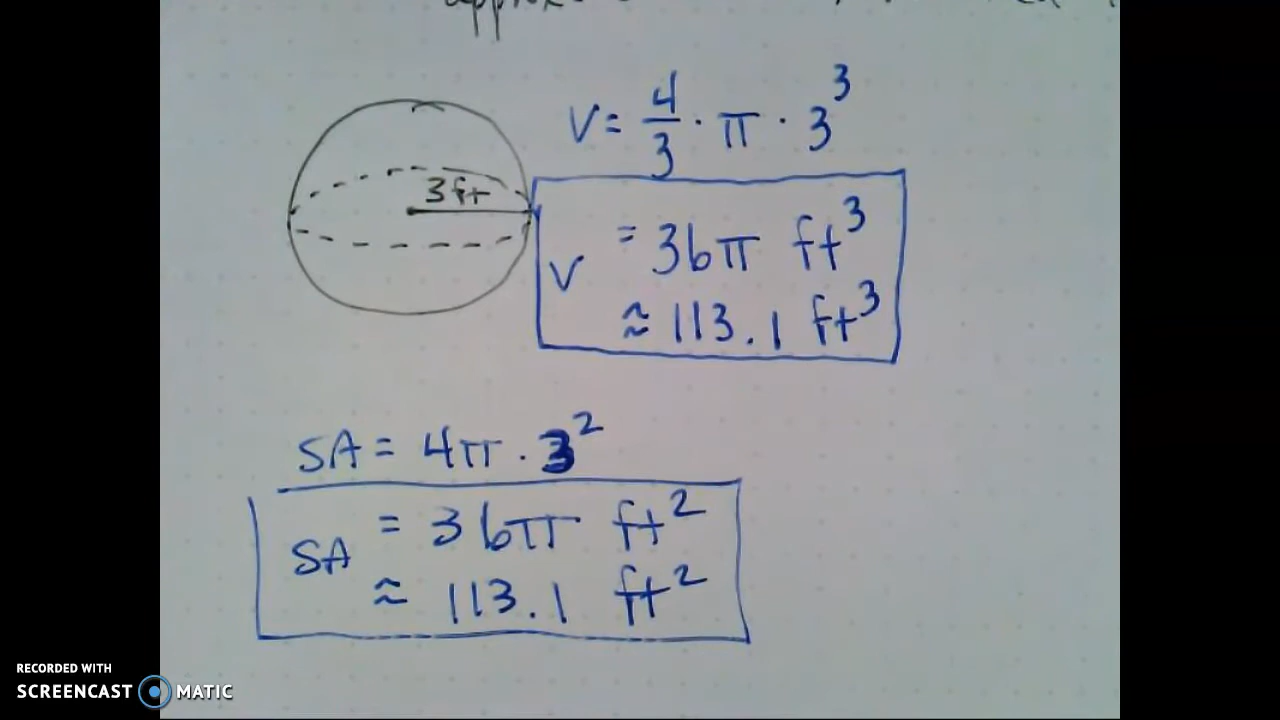 approx
V = 4/3 · π · 3³
3ft
V = 36π ft³
≈ 113.1 ft³
SA = 4π · 3²
SA = 36π ft²
≈ 113.1 ft²
RECORDED WITH
SCREENCAST MATIC